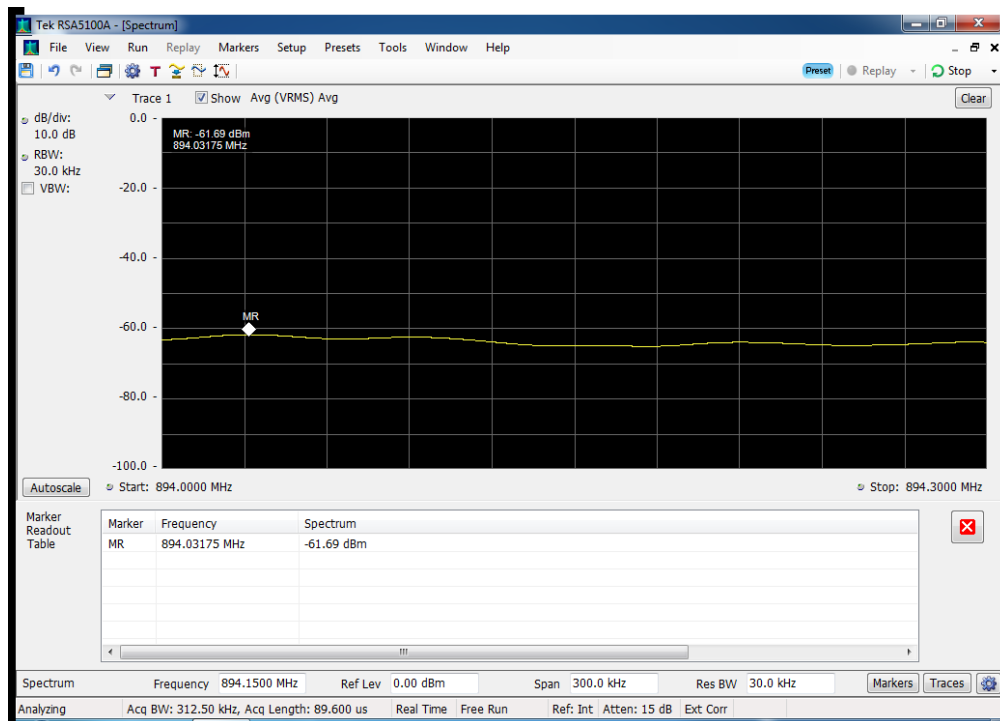 Tek RSA5100A - [Spectrum]
File View Run Replay Markers Setup Presets Tools Window Help
T Preset Replay Stop
Trace 1 Show Avg (VRMS) Avg Clear
dB/div:
10.0 dB
RBW:
30.0 kHz
VBW:
0.0
-20.0
-40.0
-60.0
-80.0
-100.0
MR: -61.69 dBm
894.03175 MHz
MR
Autoscale Start: 894.0000 MHz Stop: 894.3000 MHz
Marker
Readout
Table
Marker Frequency Spectrum
MR 894.03175 MHz -61.69 dBm
Spectrum Frequency 894.1500 MHz Ref Lev 0.00 dBm Span 300.0 kHz Res BW 30.0 kHz Markers Traces
Analyzing Acq BW: 312.50 kHz, Acq Length: 89.600 us Real Time Free Run Ref: Int Atten: 15 dB Ext Corr